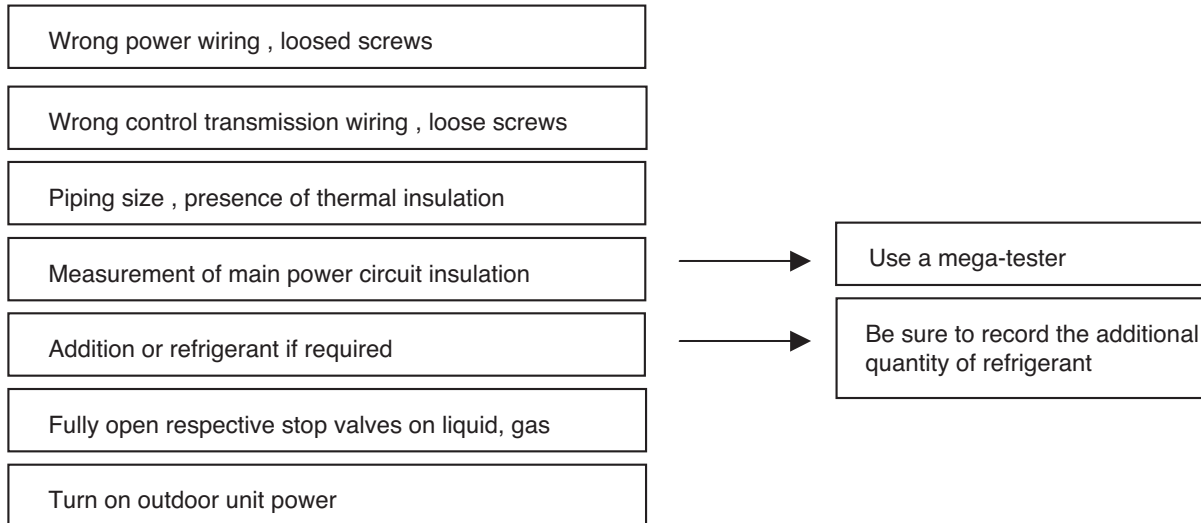 Wrong power wiring , loosed screws
Wrong control transmission wiring , loose screws
Piping size , presence of thermal insulation
Measurement of main power circuit insulation
Use a mega-tester
Addition or refrigerant if required
Be sure to record the additional
quantity of refrigerant
Fully open respective stop valves on liquid, gas
Turn on outdoor unit power